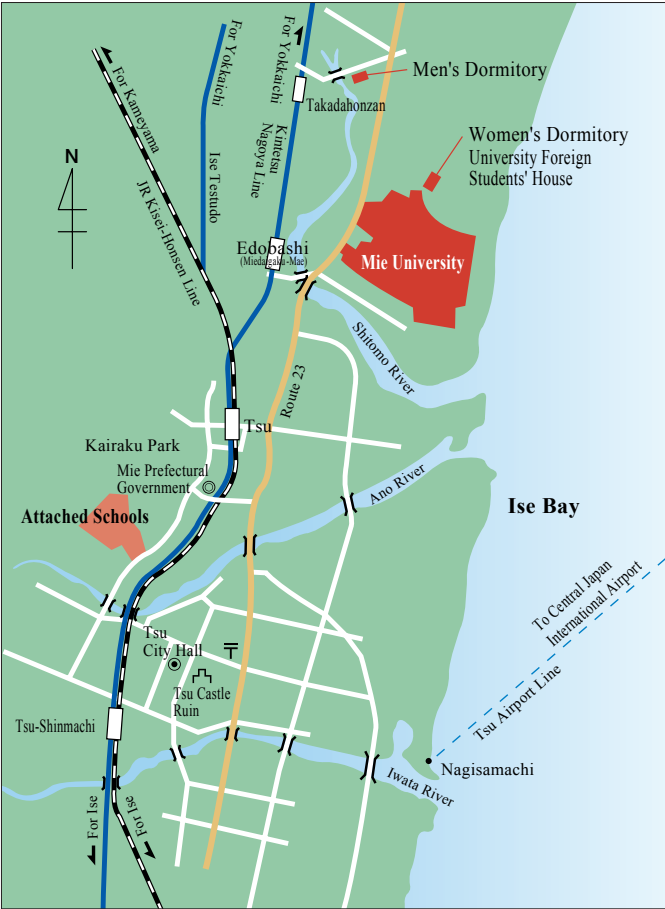 For Yokkaichi
For Yokkaichi
For Kameyama
Men's Dormitory
Takadahonzan
Women's Dormitory
University Foreign
Students' House
Kintetsu
Nagoya Line
Ise Testudo
N
JR Kisei-Honsen Line
Edobashi
(Miedaigaku-Mae)
Mie University
Shitomo River
Route 23
Tsu
Kairaku Park
Mie Prefectural
Government
Ano River
Attached Schools
Ise Bay
To Central Japan
International Airport
Tsu Airport Line
Tsu
City Hall
〒
Tsu Castle
Ruin
Tsu-Shinmachi
Nagisamachi
Iwata River
For Ise
For Ise